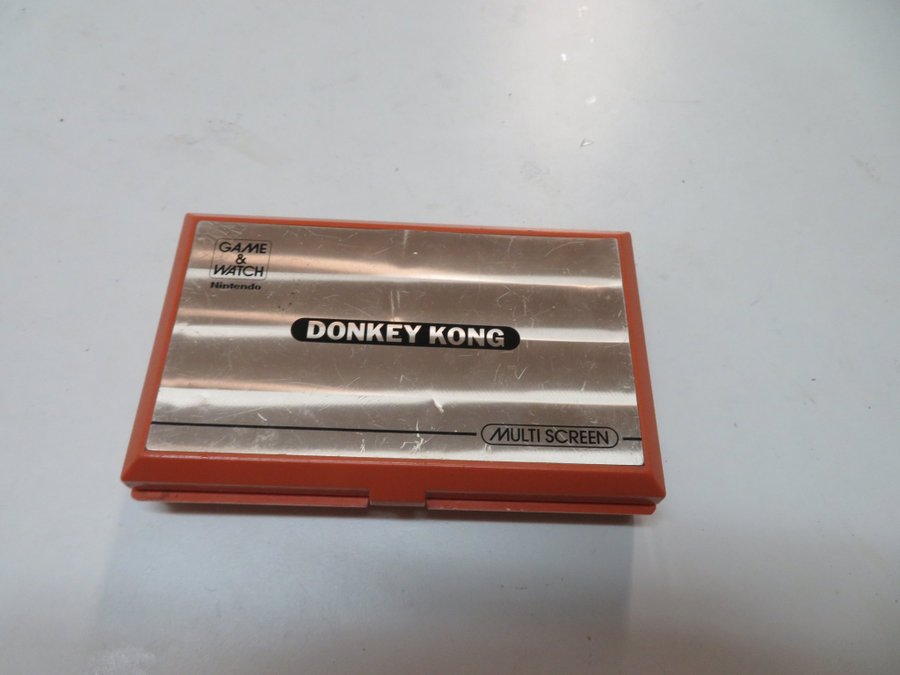 GAME
&
WATCH
Nintendo
DONKEY KONG
MULTI SCREEN